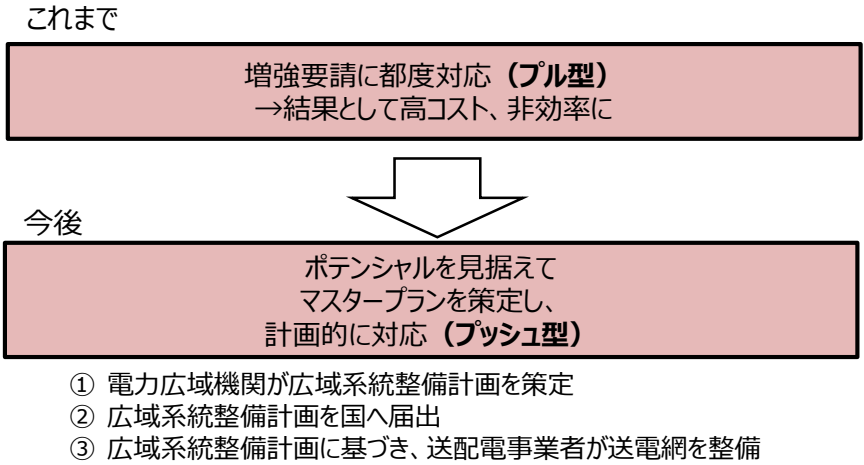 これまで
増強要請に都度対応（プル型）
→結果として高コスト、非効率に
今後
ポテンシャルを見据えて
マスタープランを策定し、
計画的に対応（プッシュ型）
① 電力広域機関が広域系統整備計画を策定
② 広域系統整備計画を国へ届出
③ 広域系統整備計画に基づき、送配電事業者が送電網を整備